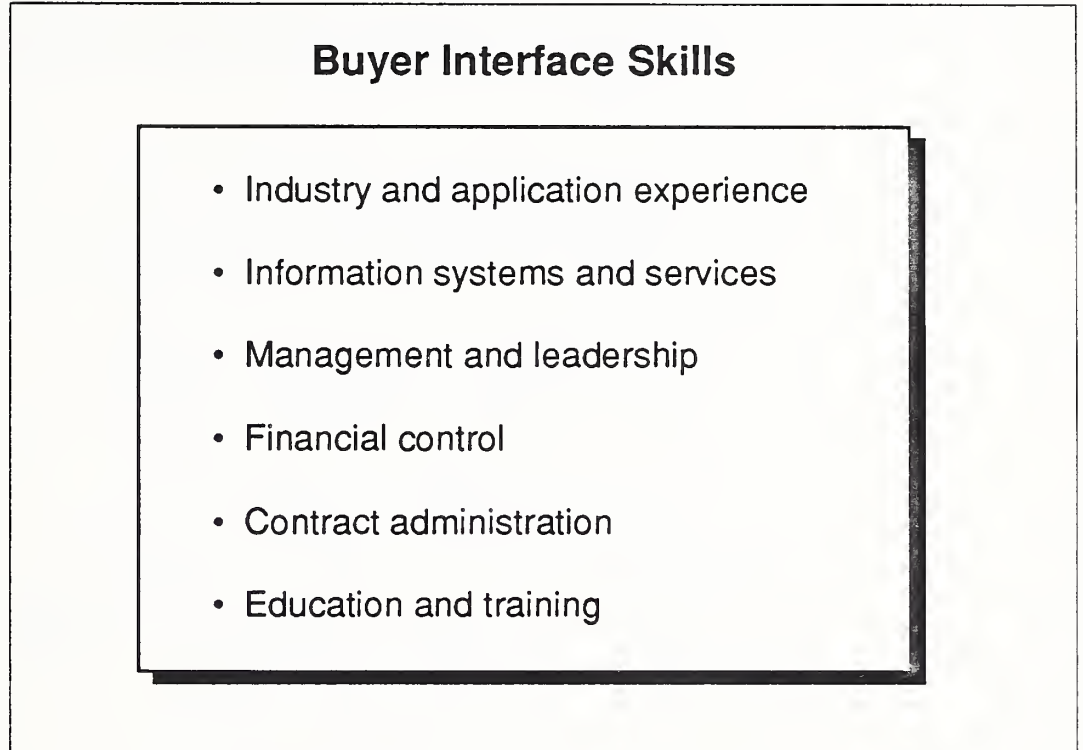 Buyer Interface Skills
• Industry and application experience
• Information systems and services
• Management and leadership
• Financial control
• Contract administration
• Education and training